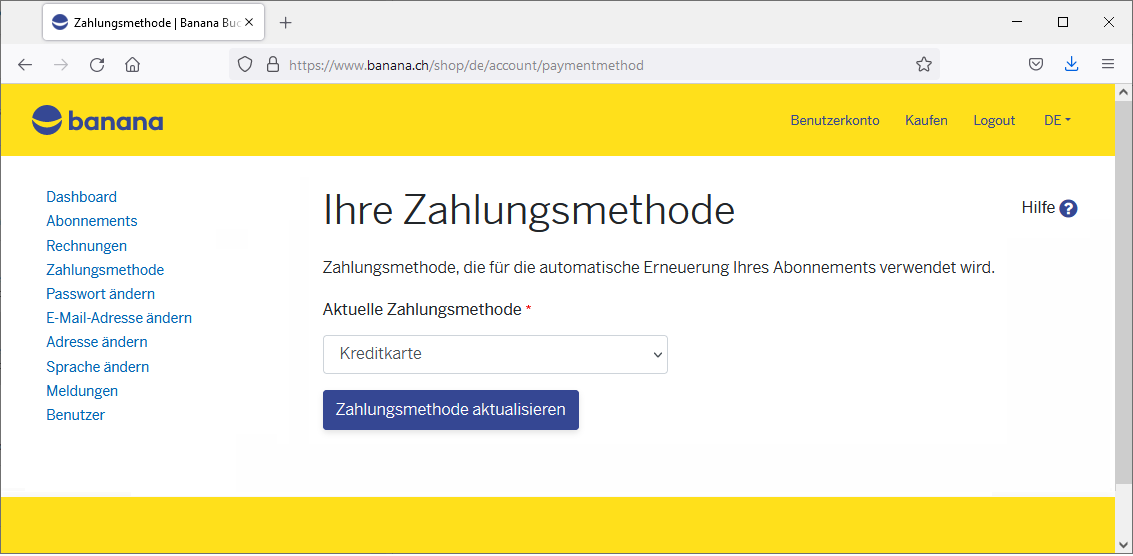 Zahlungsmethode | Banana Buc
https://www.banana.ch/shop/de/account/paymentmethod
banana
Benutzerkonto Kaufen Logout DE
Dashboard
Abonnements
Rechnungen
Zahlungsmethode
Passwort ändern
E-Mail-Adresse ändern
Adresse ändern
Sprache ändern
Meldungen
Benutzer
Ihre Zahlungsmethode
Hilfe ?
Zahlungsmethode, die für die automatische Erneuerung Ihres Abonnements verwendet wird.
Aktuelle Zahlungsmethode *
Kreditkarte
Zahlungsmethode aktualisieren